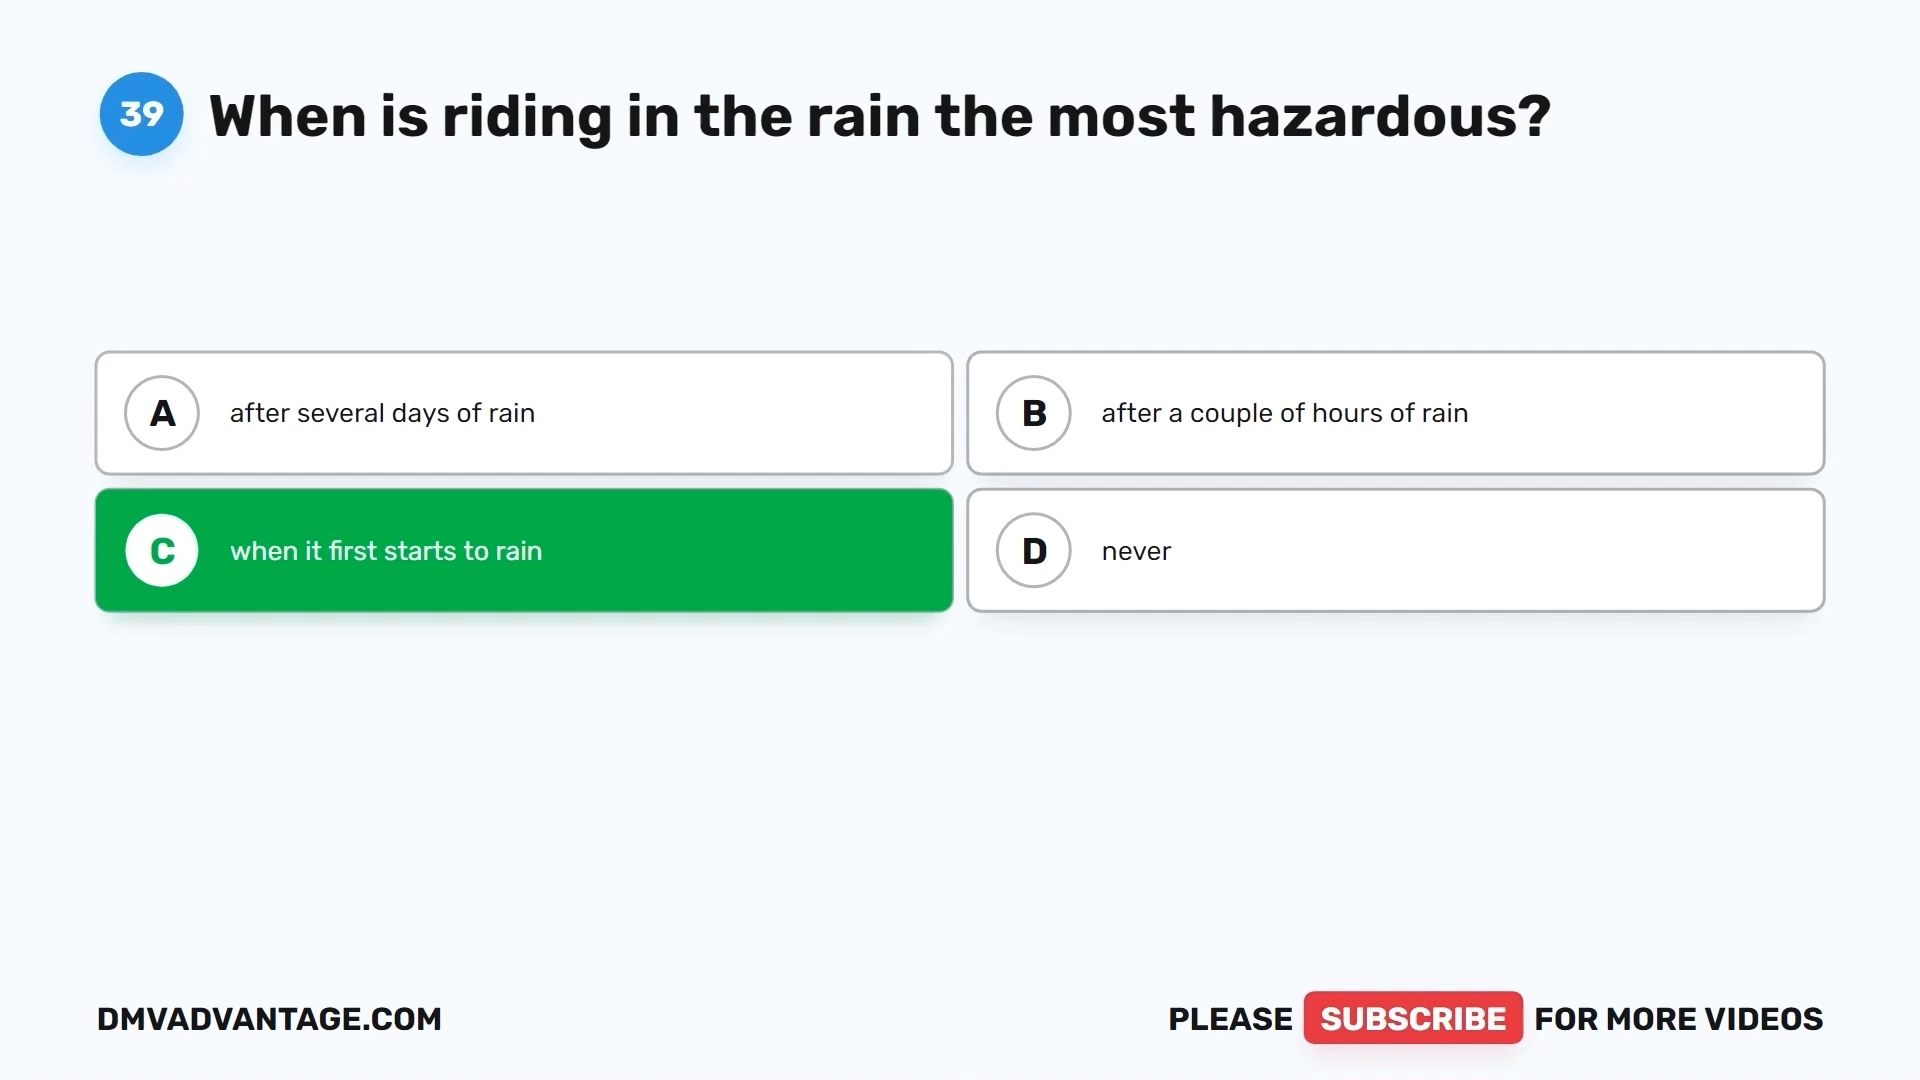 39 When is riding in the rain the most hazardous?
A after several days of rain
B after a couple of hours of rain
C when it first starts to rain
D never
DMVADVANTAGE.COM
PLEASE SUBSCRIBE FOR MORE VIDEOS